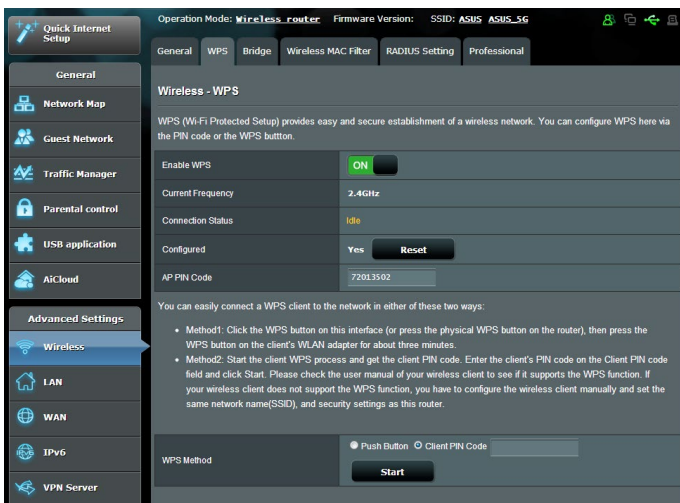 Quick Internet
Setup
Operation Mode: Wireless router Firmware Version: SSID: ASUS ASUS_5G
General WPS Bridge Wireless MAC Filter RADIUS Setting Professional
General
Network Map
Guest Network
Traffic Manager
Parental control
USB application
AiCloud
Advanced Settings
Wireless
LAN
WAN
IPv6
VPN Server
Wireless - WPS
WPS (Wi-Fi Protected Setup) provides easy and secure establishment of a wireless network. You can configure WPS here via
the PIN code or the WPS buttton.
Enable WPS ON
Current Frequency 2.4GHz
Connection Status Idle
Configured Yes Reset
AP PIN Code 72013502
You can easily connect a WPS client to the network in either of these two ways:
• Method1: Click the WPS button on this interface (or press the physical WPS button on the router), then press the
WPS button on the client's WLAN adapter for about three minutes.
• Method2: Start the client WPS process and get the client PIN code. Enter the client's PIN code on the Client PIN code
field and click Start. Please check the user manual of your wireless client to see if it supports the WPS function. If
your wireless client does not support the WPS function, you have to configure the wireless client manually and set the
same network name(SSID), and security settings as this router.
WPS Method Push Button Client PIN Code
Start